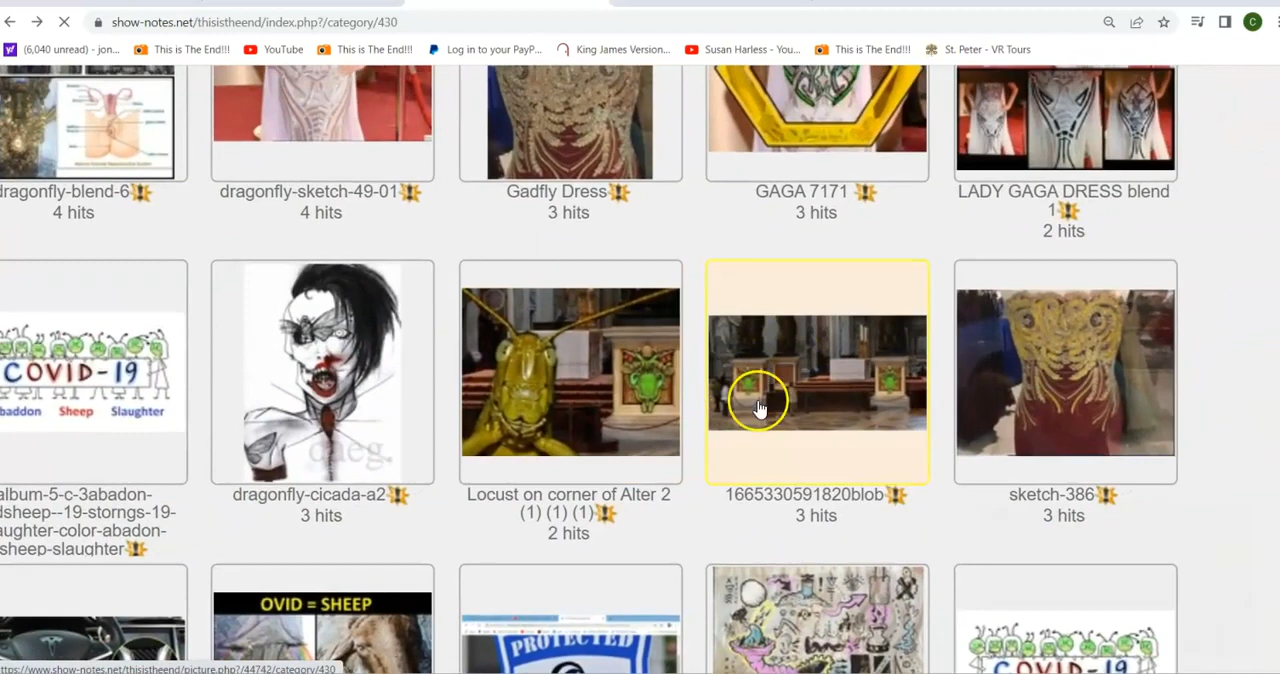 show-notes.net/thisistheend/index.php?/category/430
(6,040 unread) - jon...
This is The End!!!
YouTube
This is The End!!!
Log in to your PayP...
King James Version...
Susan Harless - You...
This is The End!!!
St. Peter - VR Tours
C
dragonfly-blend-6
4 hits
dragonfly-sketch-49-01
4 hits
Gadfly Dress
3 hits
GAGA 7171
3 hits
LADY GAGA DRESS blend
1
2 hits
COVID-19
baddon Sheep Slaughter
album-5-c-3abadon-
dsheep--19-storngs-19-
aughter-color-abadon-
sheep-slaughter
daeg.
dragonfly-cicada-a2
3 hits
Locust on corner of Alter 2
(1) (1) (1)
2 hits
1665330591820blob
3 hits
sketch-386
3 hits
OVID = SHEEP
PROTECTED
COVID-19
https://www.show-notes.net/thisistheend/picture.php?/44742/category/430